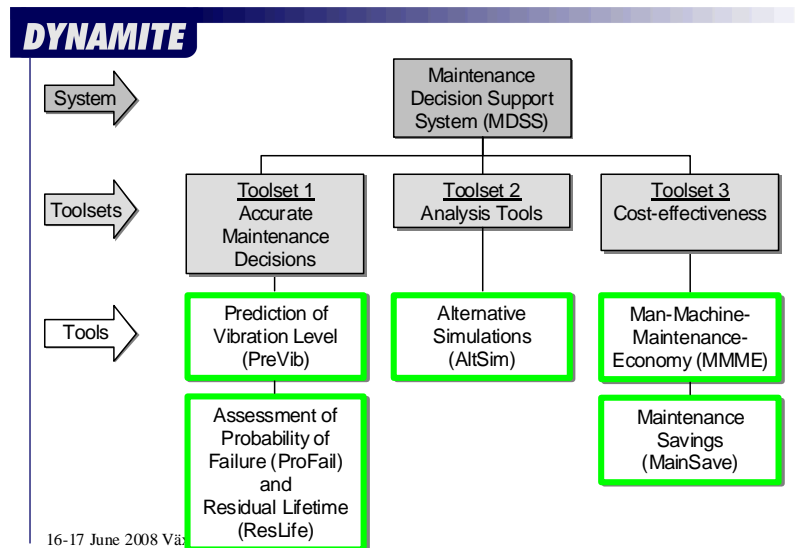 DYNAMITE
System
Maintenance
Decision Support
System (MDSS)
Toolsets
Toolset 1
Accurate
Maintenance
Decisions
Toolset 2
Analysis Tools
Toolset 3
Cost-effectiveness
Tools
Prediction of
Vibration Level
(PreVib)
Alternative
Simulations
(AltSim)
Man-Machine-
Maintenance-
Economy (MMME)
Assessment of
Probability of
Failure (ProFail)
and
Residual Lifetime
(ResLife)
Maintenance
Savings
(MainSave)
16-17 June 2008